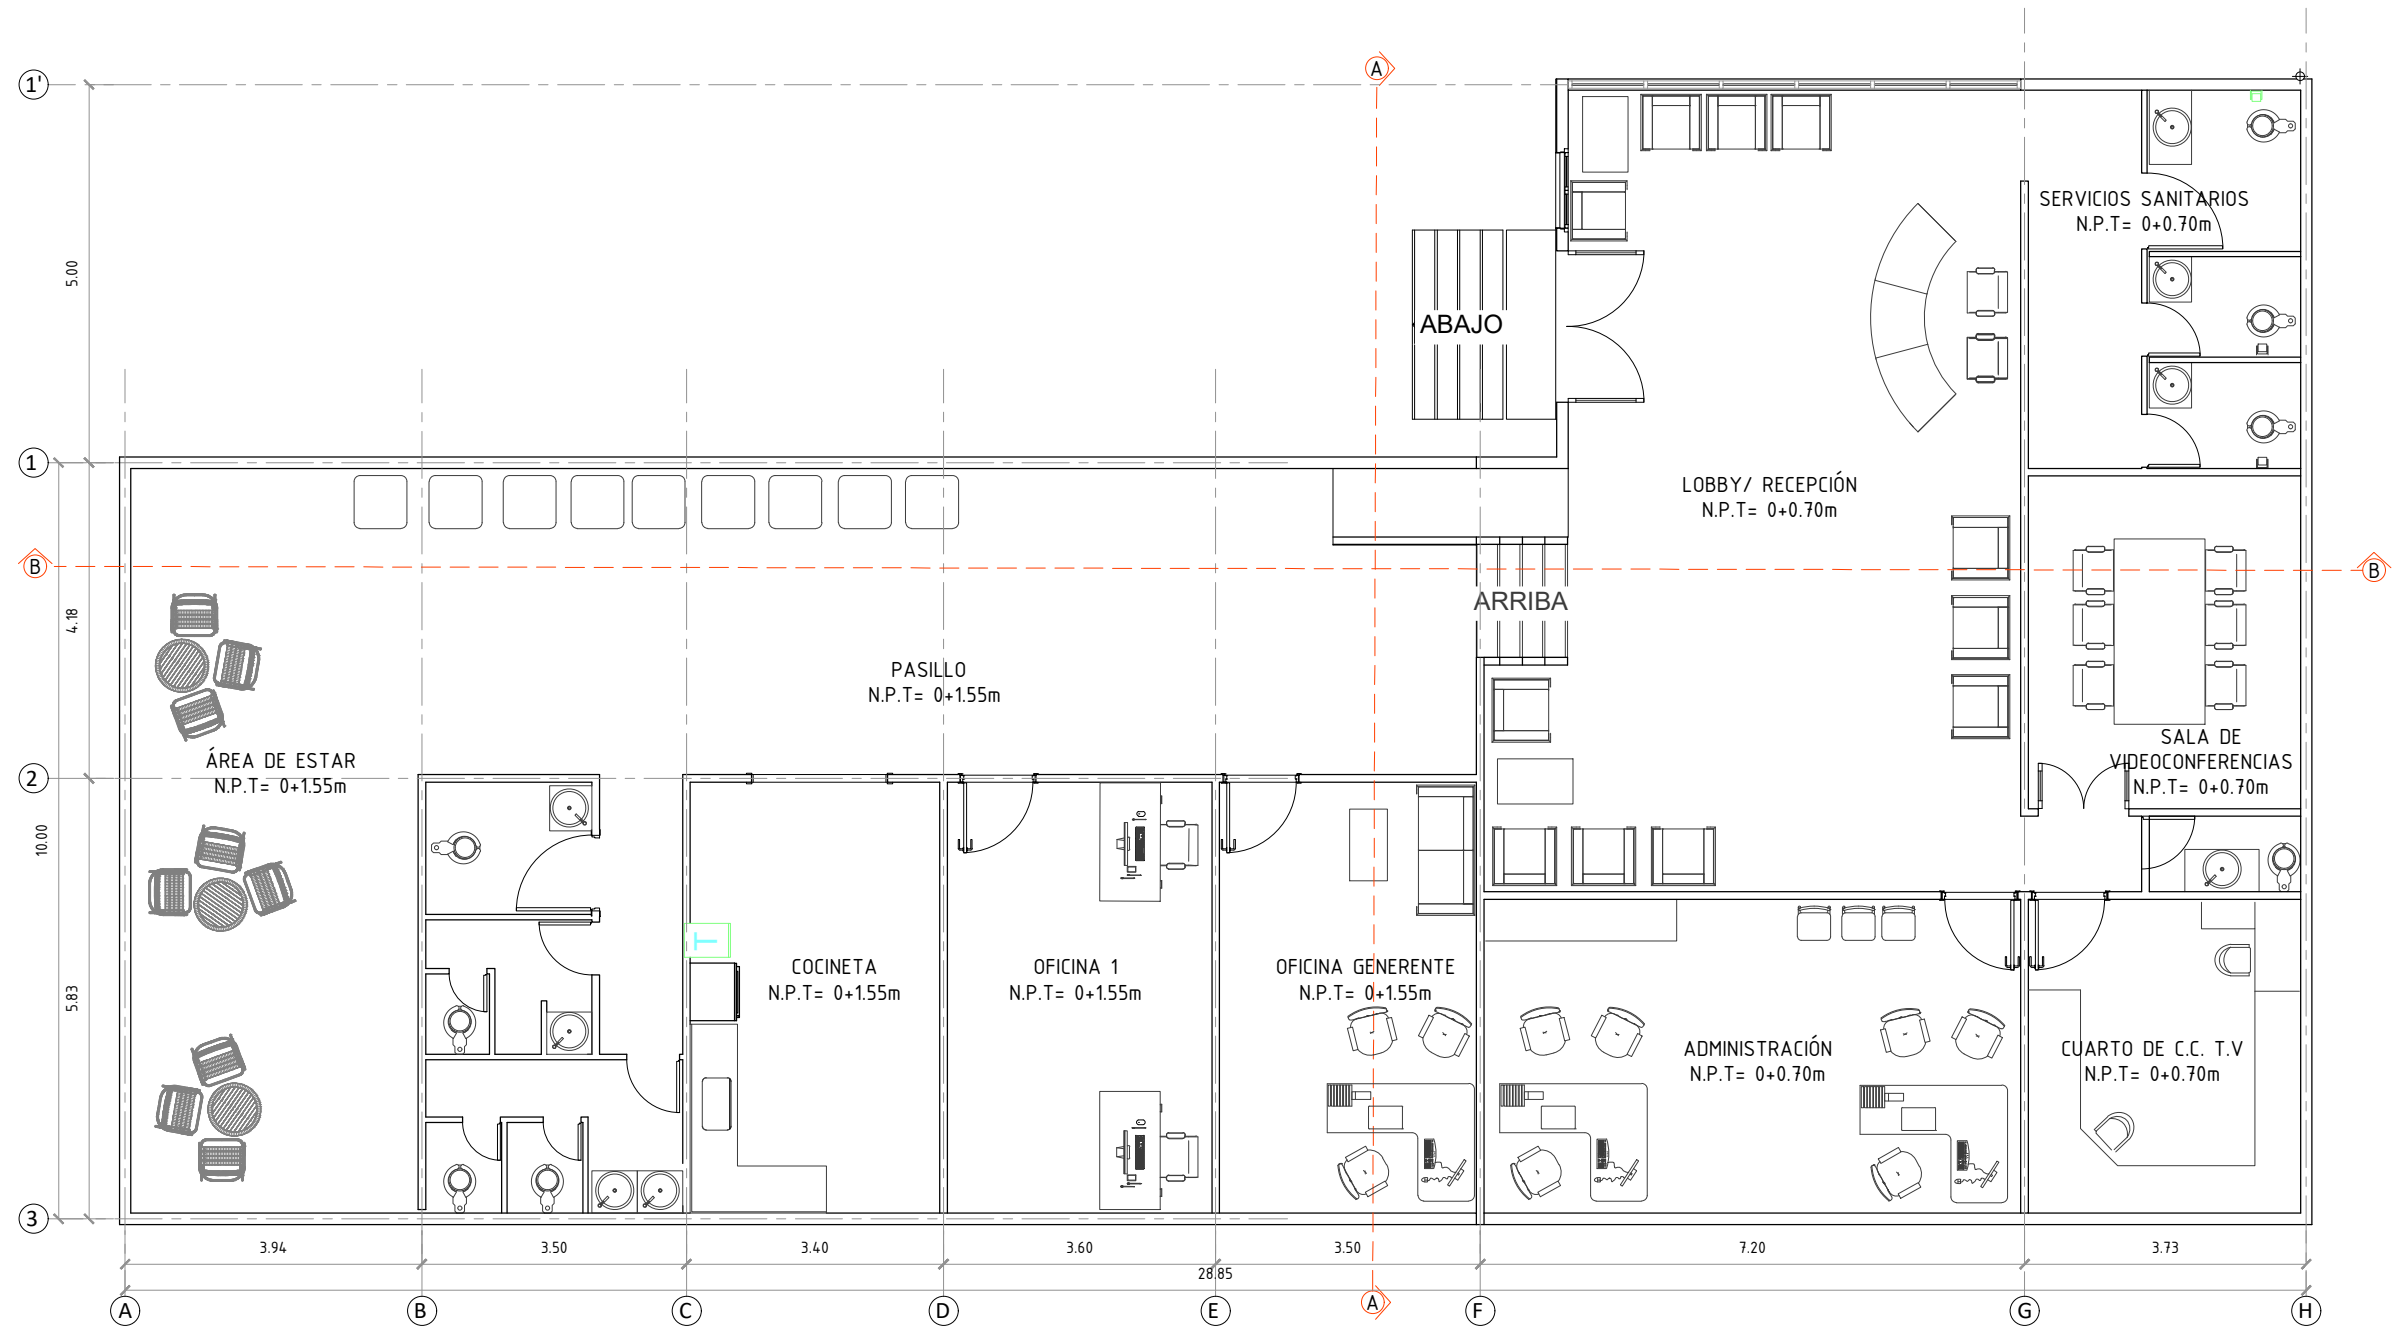 A
1'
5.00
SERVICIOS SANITARIOS
N.P.T= 0+0.70m
ABAJO
1
LOBBY/ RECEPCIÓN
N.P.T= 0+0.70m
B
B
4.18
ARRIBA
PASILLO
N.P.T= 0+1.55m
ÁREA DE ESTAR
N.P.T= 0+1.55m
SALA DE
VIDEOCONFERENCIAS
N.P.T= 0+0.70m
2
10.00
T
COCINETA
N.P.T= 0+1.55m
OFICINA 1
N.P.T= 0+1.55m
OFICINA GENERENTE
N.P.T= 0+1.55m
5.83
ADMINISTRACIÓN
N.P.T= 0+0.70m
CUARTO DE C.C. T.V
N.P.T= 0+0.70m
3
3.94
3.50
3.40
3.60
3.50
7.20
3.73
28.85
A
B
C
D
E
A
F
G
H